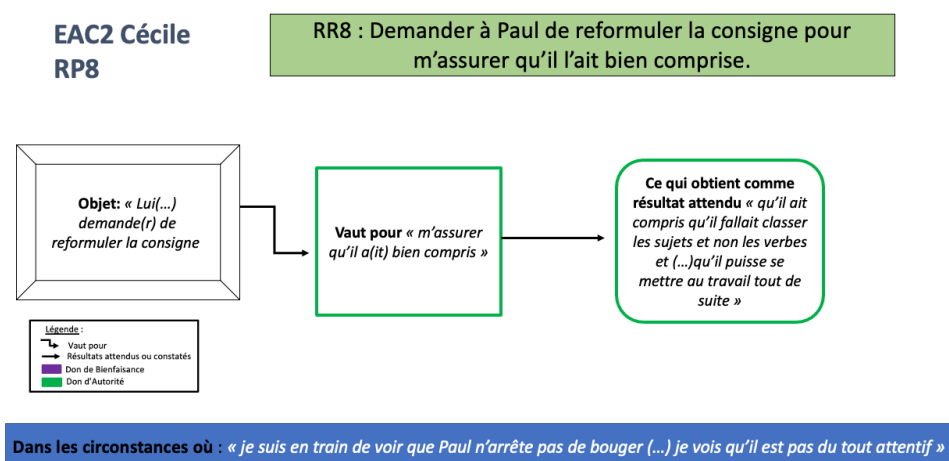 EAC2 Cécile
RP8
RR8 : Demander à Paul de reformuler la consigne pour
m’assurer qu’il l’ait bien comprise.
Objet: « Lui(…)
demande(r) de
reformuler la consigne
Vaut pour « m’assurer
qu’il a(it) bien compris »
Ce qui obtient comme
résultat attendu « qu’il ait
compris qu’il fallait classer
les sujets et non les verbes
et (…)qu’il puisse se
mettre au travail tout de
suite »
Légende :
Vaut pour
Résultats attendus ou constatés
Don de Bienfaisance
Don d’Autorité
Dans les circonstances où : « je suis en train de voir que Paul n’arrête pas de bouger (…) je vois qu’il est pas du tout attentif »